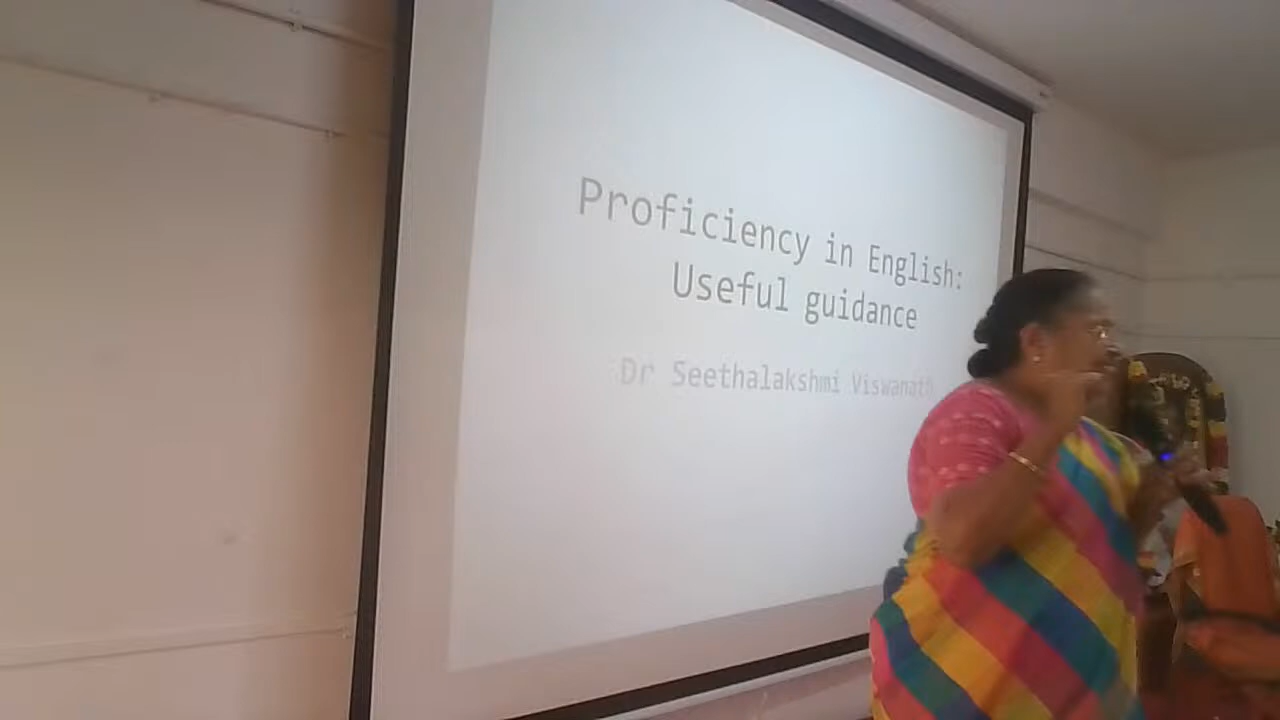 Proficiency in English:
Useful guidance
Dr Seethalakshmi Viswanath